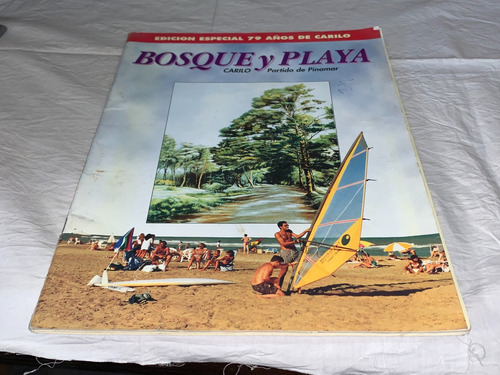 EDICION ESPECIAL 79 AÑOS DE CARILO
BOSQUE y PLAYA
CARILO Partido de Pinamar